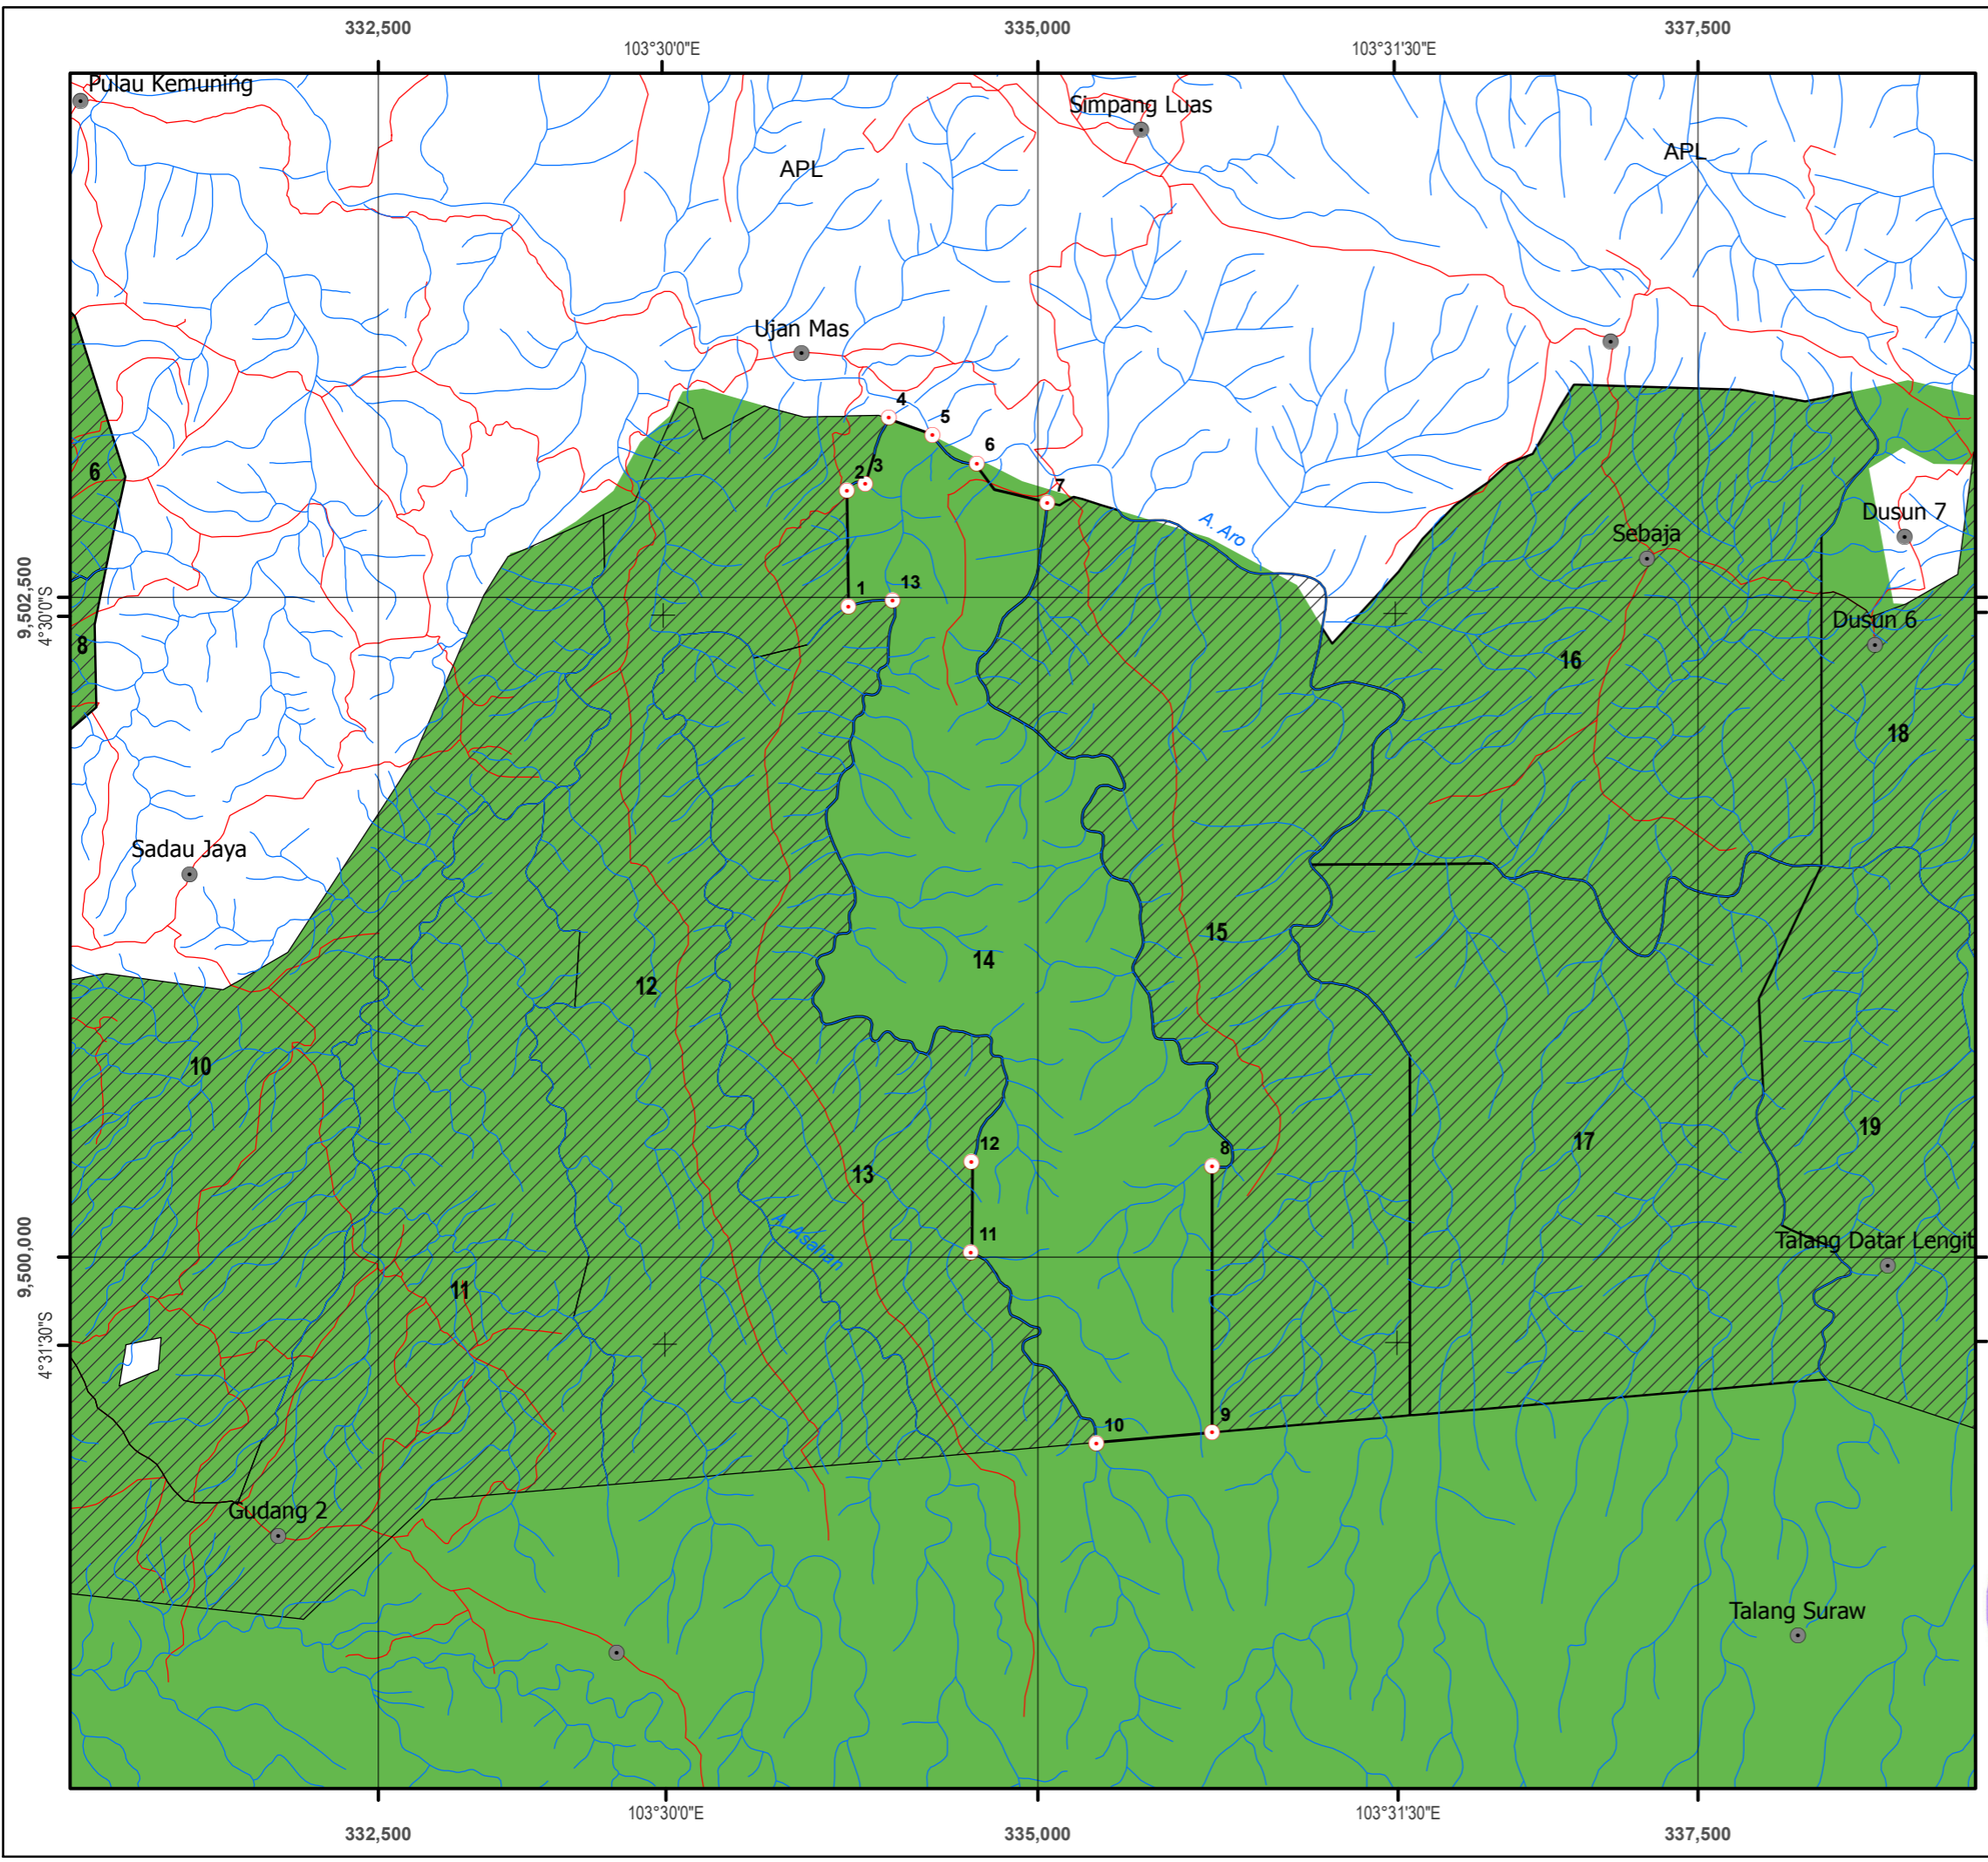 332,500
335,000
337,500
103°30'0"E
103°31'30"E
Pulau Kemuning
Simpang Luas
APL
APL
Ujan Mas
4
5
6
6
2
3
7
Dusun 7
A. Aro
Sebaja
9,502,500
4°30'0"S
1
13
Dusun 6
8
16
18
Sadau Jaya
15
14
12
10
19
17
12
8
13
A. Asahan
11
Talang Datar Lengit
9,500,000
4°31'30"S
11
10
9
Gudang 2
Talang Suraw
103°30'0"E
103°31'30"E
332,500
335,000
337,500